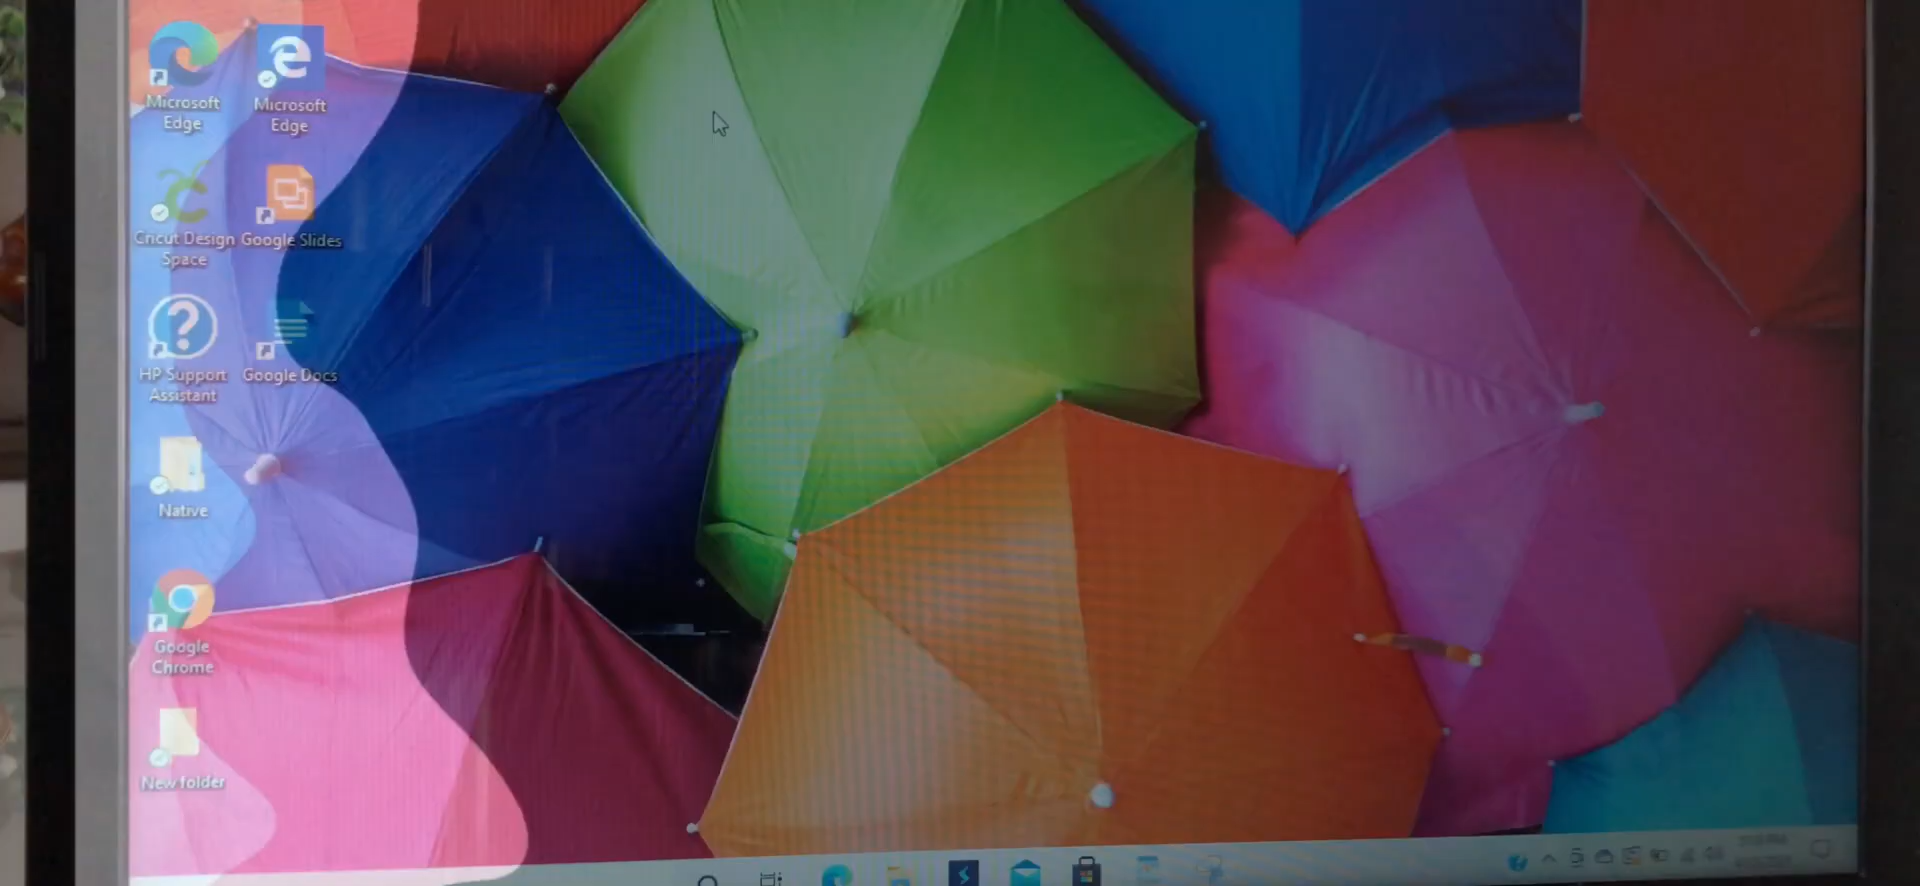 Microsoft
Edge
Microsoft
Edge
Cricut Design
Space
Google Slides
HP Support
Assistant
Google Docs
Native
Google
Chrome
New folder